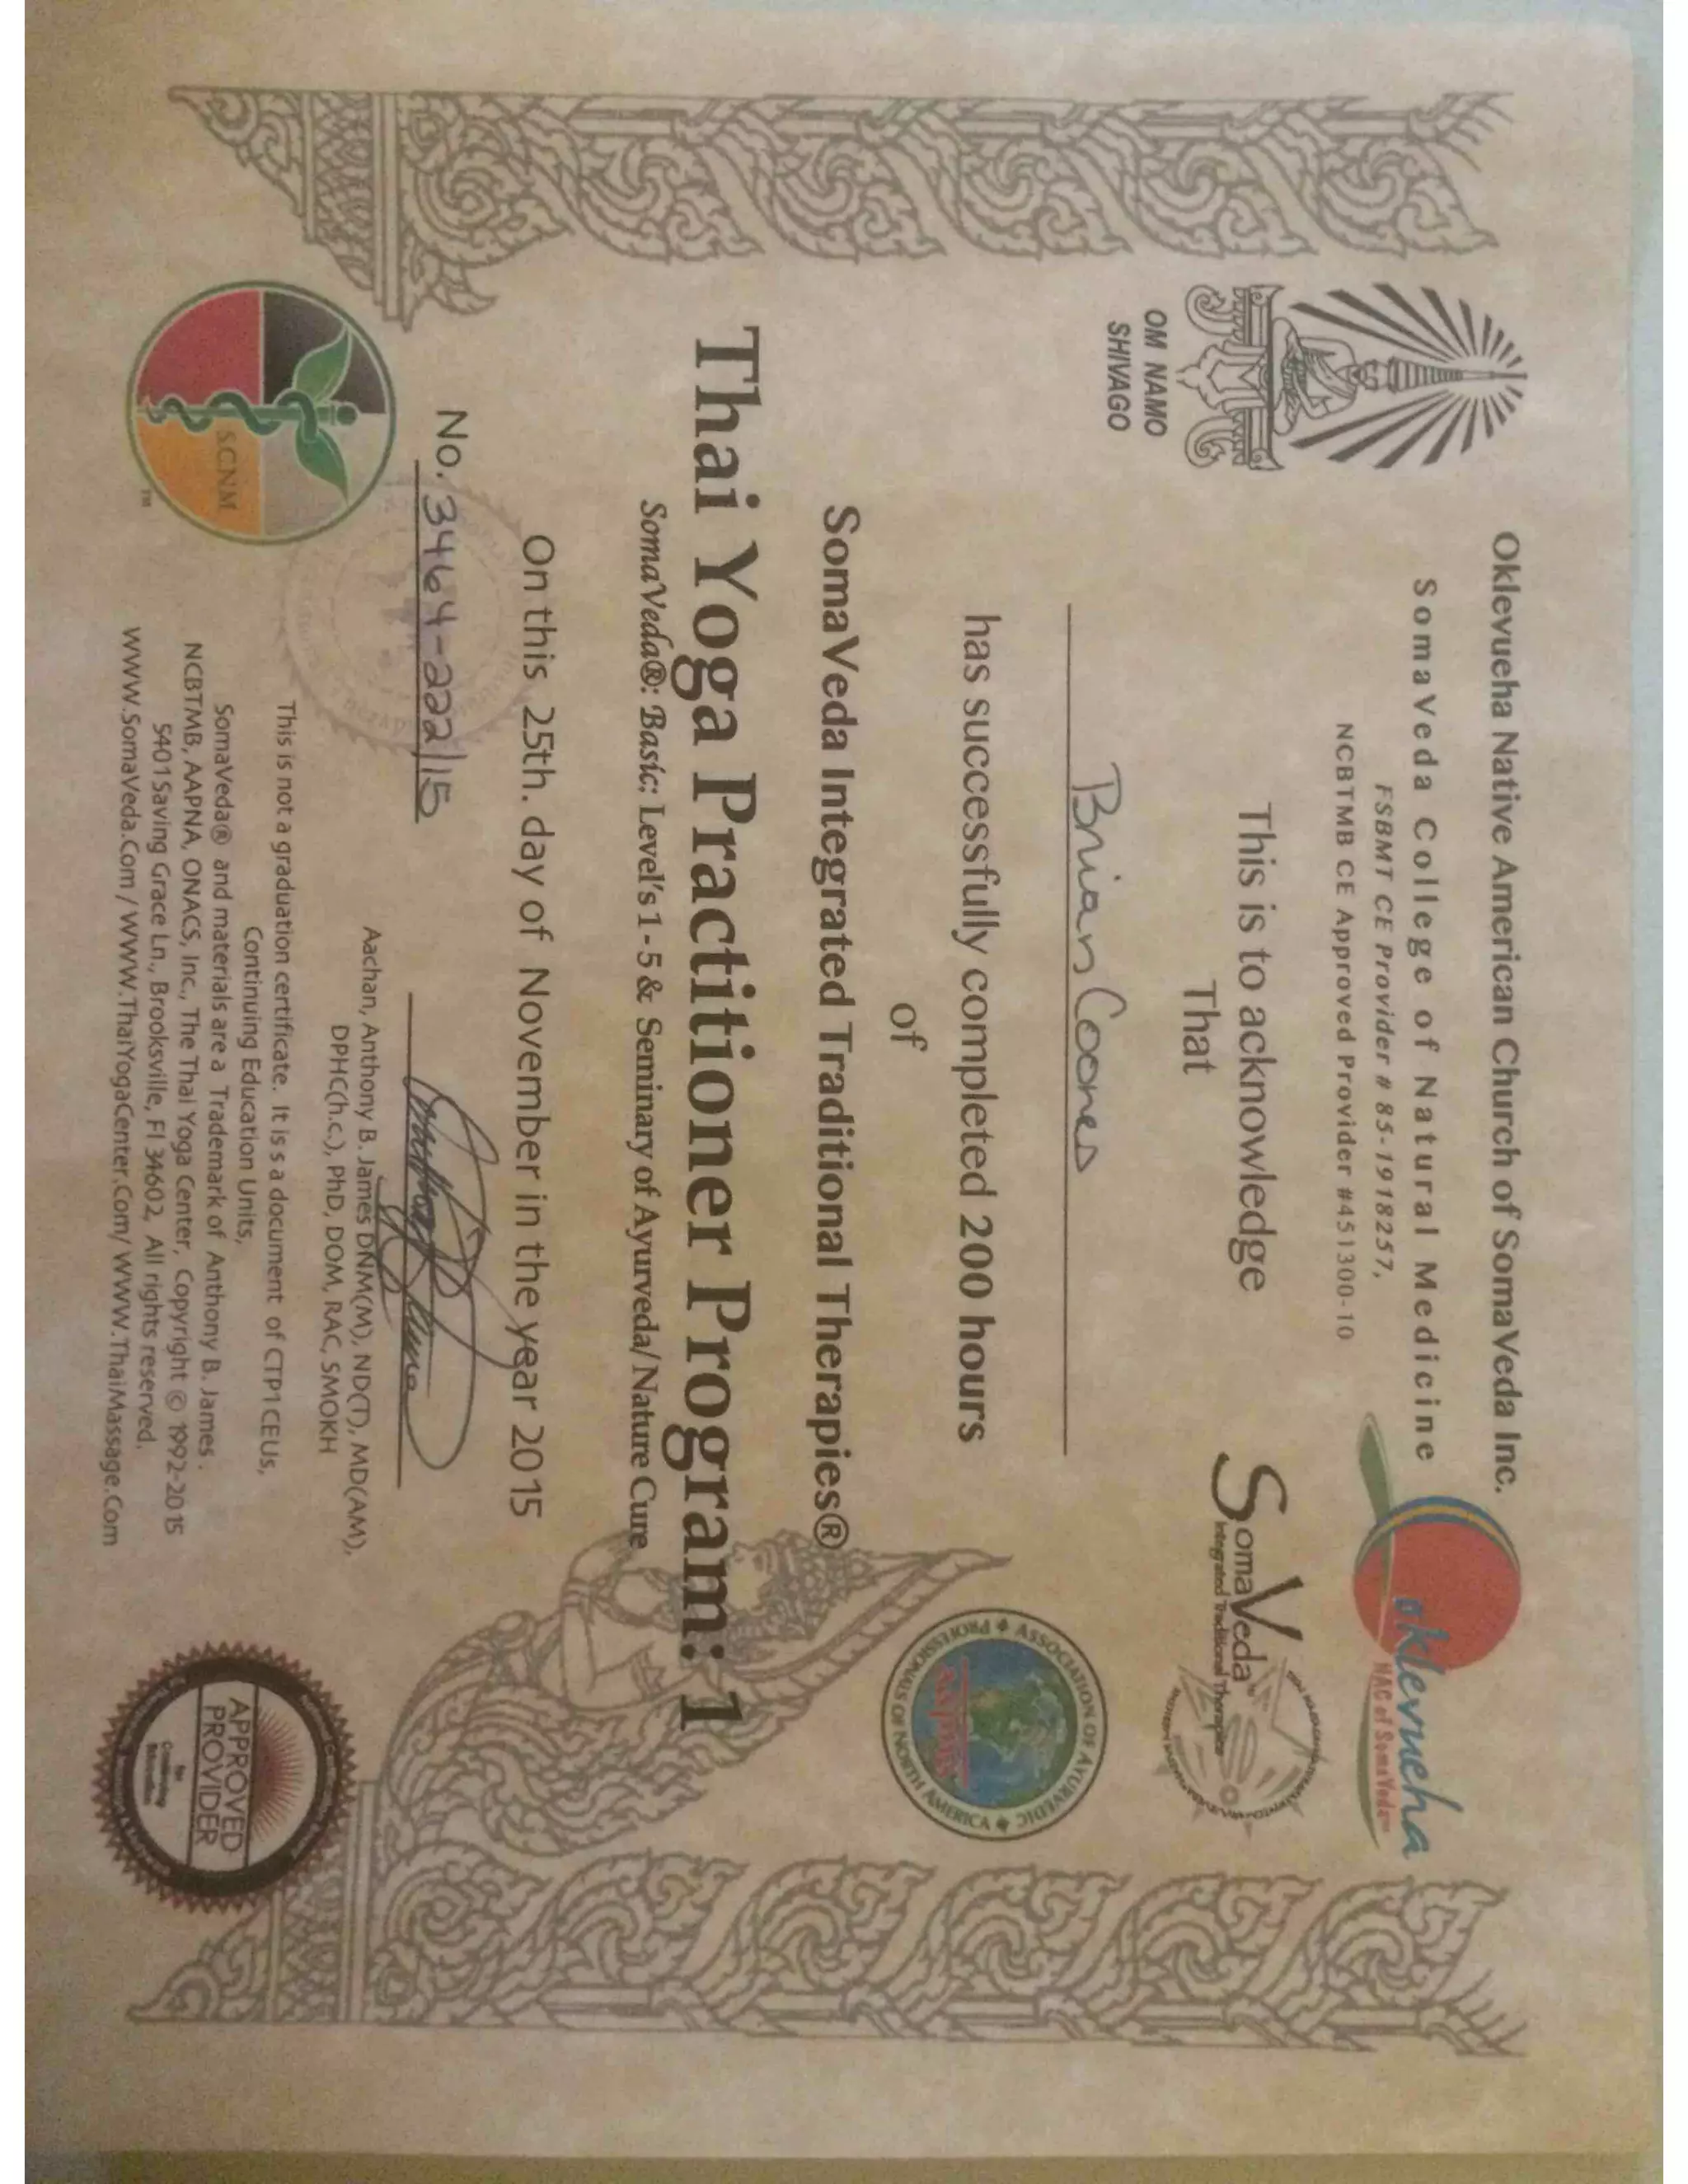 Oklevueha Native American Church of SomaVeda Inc.
SomaVeda College of Natural Medicine
FSBMT CE Provider # 85-1918257,
NCBTMB CE Approved Provider #451300-10
OM NAMO
SHIVAGO
oklevueha
NAC of SomaVeda
SomaVeda
Integrated Traditional Therapies
This is to acknowledge
That
Brian Coones
has successfully completed 200 hours
of
ASSOCIATION OF AYURVEDIC PROFESSIONALS OF NORTH AMERICA
SomaVeda Integrated Traditional Therapies®
Thai Yoga Practitioner Program: 1
SomaVeda®: Basic: Level's 1 - 5 & Seminary of Ayurveda/ Nature Cure
On this 25th. day of November in the year 2015
No. 3464-222/15
Aachan, Anthony B. James DNM(M), ND(T), MD(AM),
DPHC(h.c.), PhD, DOM, RAC, SMOKH
This is not a graduation certificate. It is s a document of CTP1 CEUs,
Continuing Education Units,
SomaVeda® and materials are a Trademark of Anthony B. James .
NCBTMB, AAPNA, ONACS, Inc., The Thai Yoga Center, Copyright © 1992-2015
5401 Saving Grace Ln., Brooksville, Fl 34602, All rights reserved.
WWW.SomaVeda.Com / WWW.ThaiYogaCenter.Com/ WWW.ThaiMassage.Com
SCNM
TM
APPROVED
PROVIDER
for
Continuing
Education